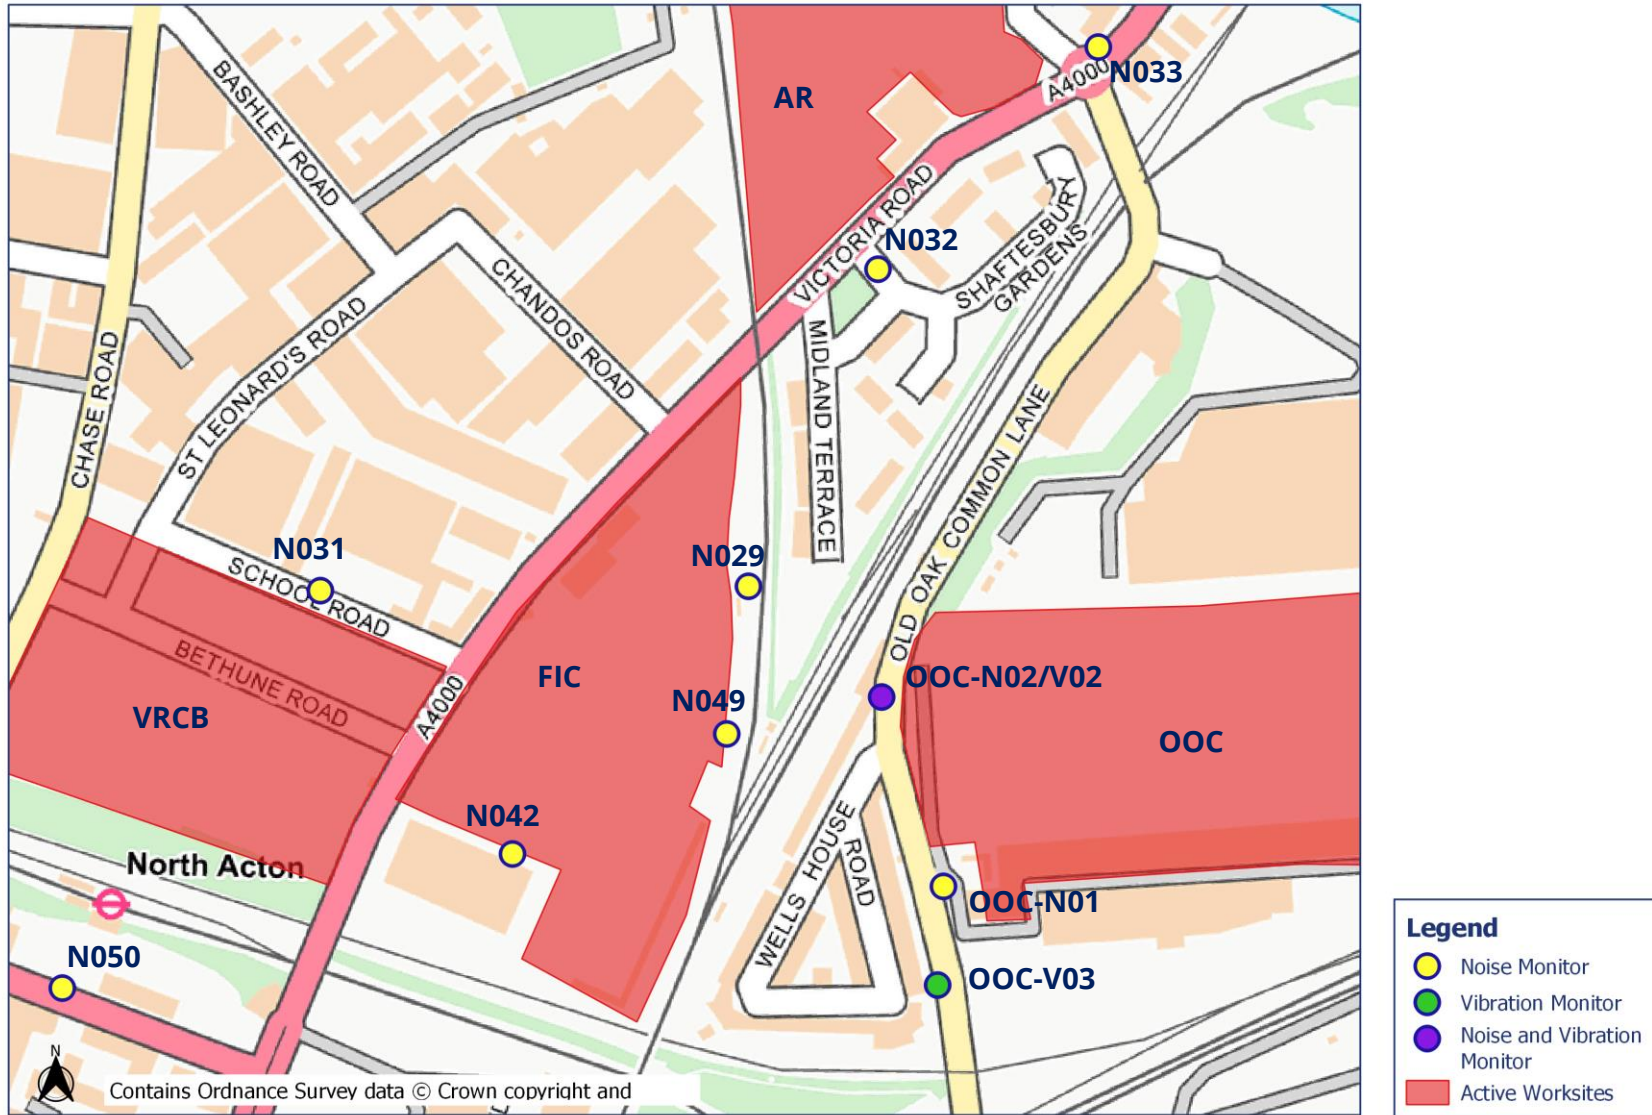 AR
N033
A4000
BASHLEY ROAD
VICTORIA ROAD
N032
SHAFTESBURY
GARDENS
CHANDOS ROAD
ST LEONARD'S ROAD
CHASE ROAD
MIDLAND TERRACE
OLD OAK COMMON LANE
N031
SCHOOL ROAD
N029
BETHUNE ROAD
VRCB
FIC
A4000
N049
OOC-N02/V02
OOC
N042
WELLS HOUSE
ROAD
North Acton
OOC-N01
N050
OOC-V03
N
Contains Ordnance Survey data © Crown copyright and
Legend
Noise Monitor
Vibration Monitor
Noise and Vibration
Monitor
Active Worksites